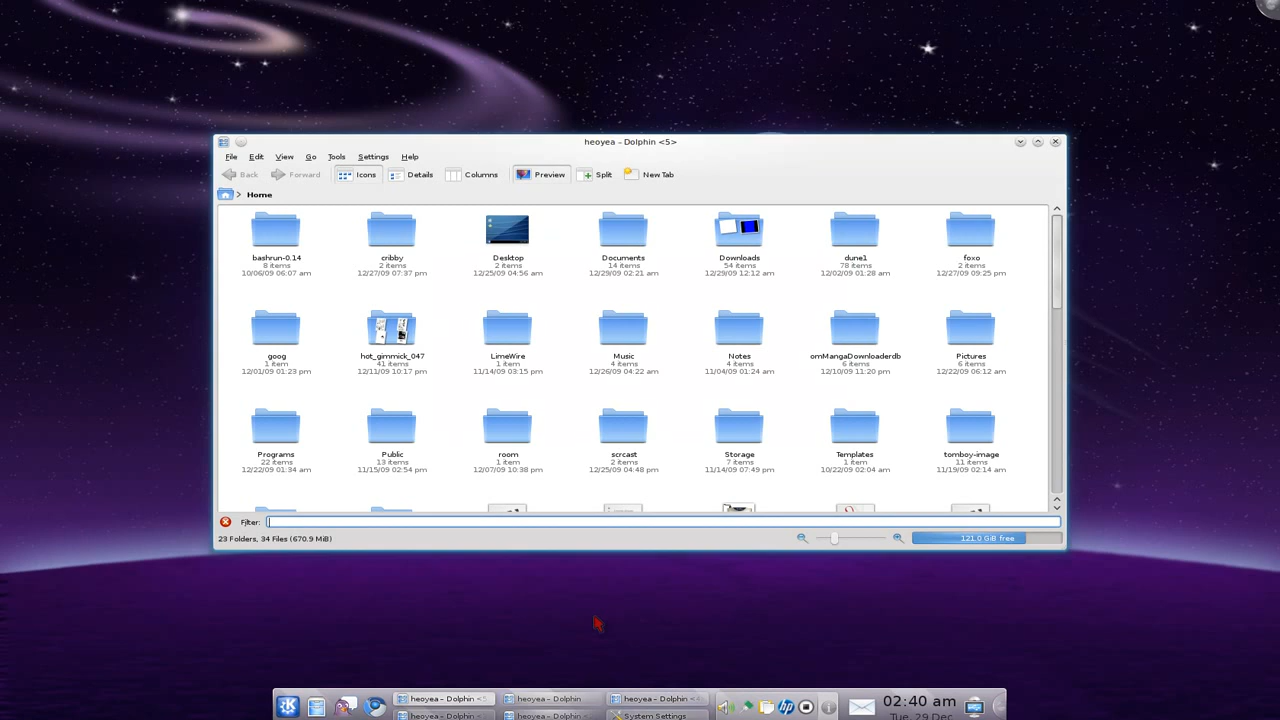 heoyea – Dolphin <5>
File Edit View Go Tools Settings Help
Back Forward Icons Details Columns Preview Split New Tab
> Home
bashrun-0.14 cribby Desktop Documents Downloads dune1 foxo
8 items 2 items 2 items 14 items 54 items 78 items 2 items
10/06/09 06:07 am 12/27/09 07:37 pm 12/25/09 04:56 am 12/29/09 02:21 am 12/29/09 12:12 am 12/02/09 01:28 am 12/27/09 09:25 pm
goog hot_gimmick_047 LimeWire Music Notes omMangaDownloaderdb Pictures
1 item 41 items 1 item 4 items 4 items 6 items 6 items
12/01/09 01:23 pm 12/11/09 10:17 pm 11/14/09 03:15 pm 12/26/09 04:22 am 11/04/09 01:24 am 12/10/09 11:20 pm 12/22/09 06:12 am
Programs Public room scrcast Storage Templates tomboy-image
22 items 13 items 1 item 2 items 7 items 1 item 11 items
12/22/09 01:34 am 11/15/09 02:54 pm 12/07/09 10:38 pm 12/25/09 04:48 pm 11/14/09 07:49 pm 10/22/09 02:04 am 11/19/09 02:14 am
Filter:
23 Folders, 34 Files (670.9 MiB) 121.0 GiB free
heoyea – Dolphin <5 heoyea – Dolphin heoyea – Dolphin <
heoyea – Dolphin < heoyea – Dolphin < System Settings
02:40 am
Tue, 29 Dec